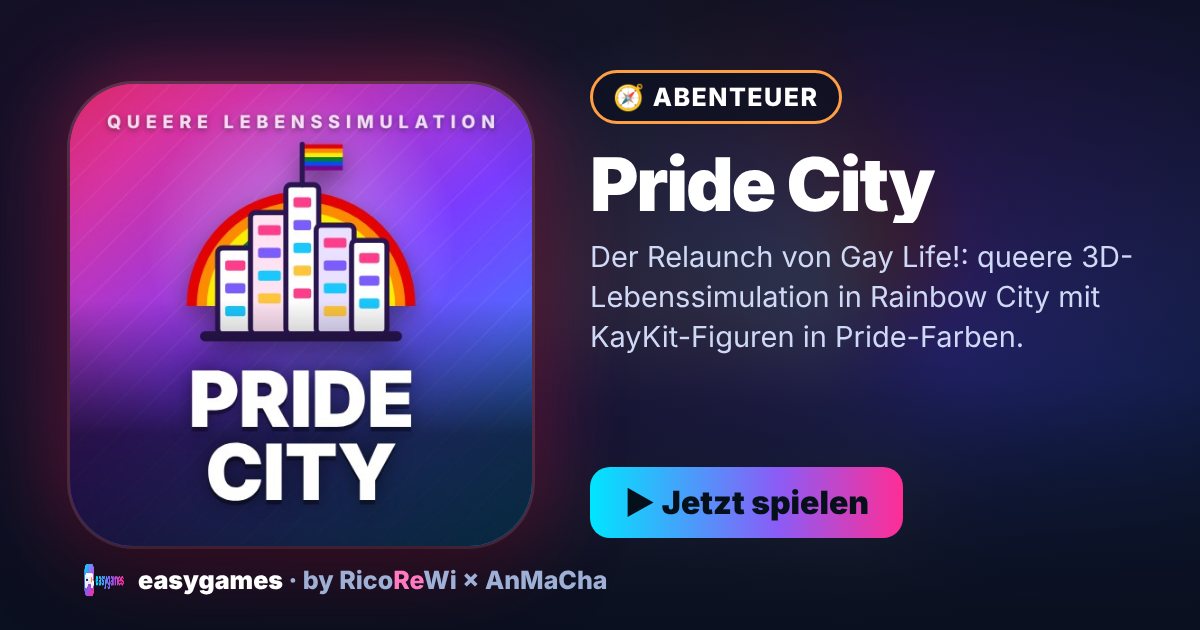 QUEERE LEBENSSIMULATION
PRIDE
CITY
ABENTEUER
Pride City
Der Relaunch von Gay Life!: queere 3D-
Lebenssimulation in Rainbow City mit
KayKit-Figuren in Pride-Farben.
▶ Jetzt spielen
easygames
easygames · by RicoReWi × AnMaCha